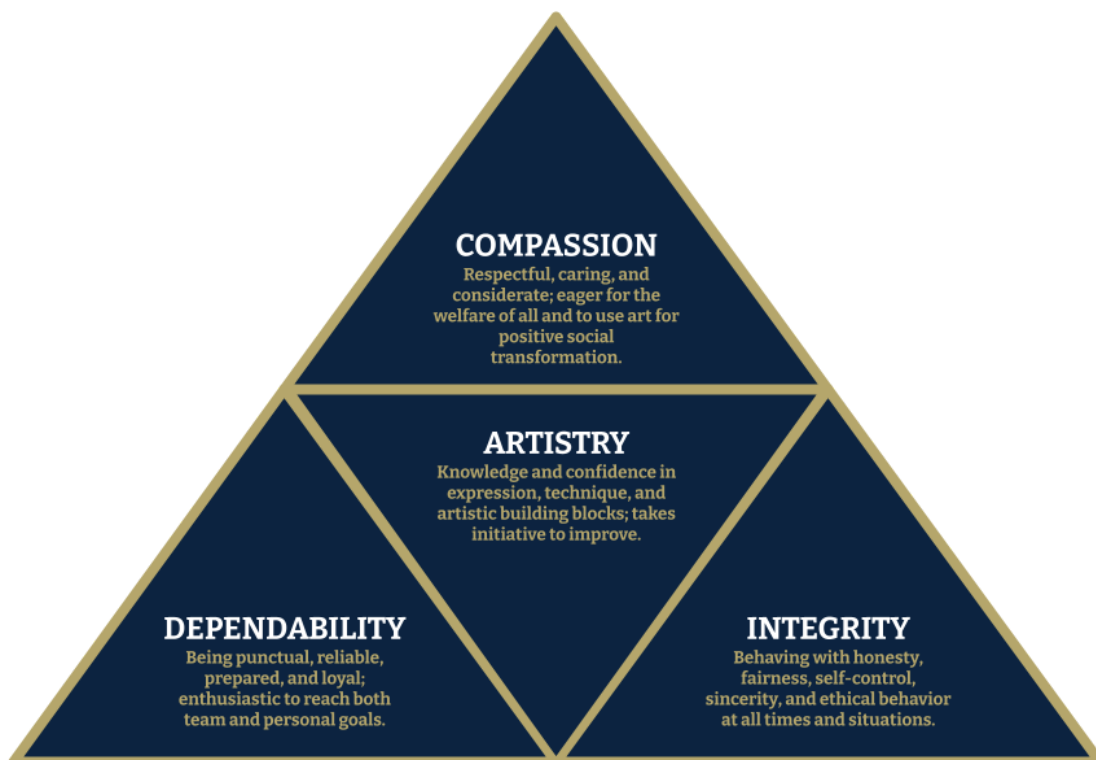 COMPASSION
Respectful, caring, and
considerate; eager for the
welfare of all and to use art for
positive social
transformation.
ARTISTRY
Knowledge and confidence in
expression, technique, and
artistic building blocks; takes
initiative to improve.
DEPENDABILITY
Being punctual, reliable,
prepared, and loyal;
enthusiastic to reach both
team and personal goals.
INTEGRITY
Behaving with honesty,
fairness, self-control,
sincerity, and ethical behavior
at all times and situations.